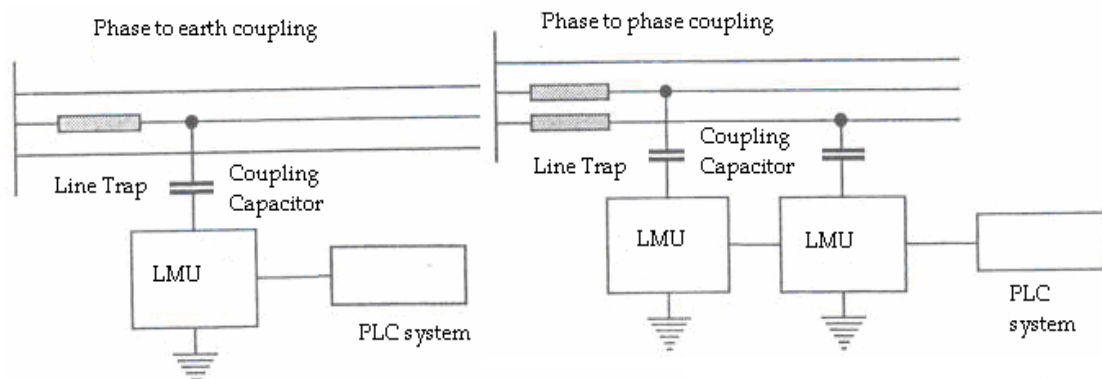 Phase to earth coupling
Line Trap
Coupling
Capacitor
LMU
PLC system
Phase to phase coupling
Line Trap
Coupling
Capacitor
LMU
LMU
PLC
system